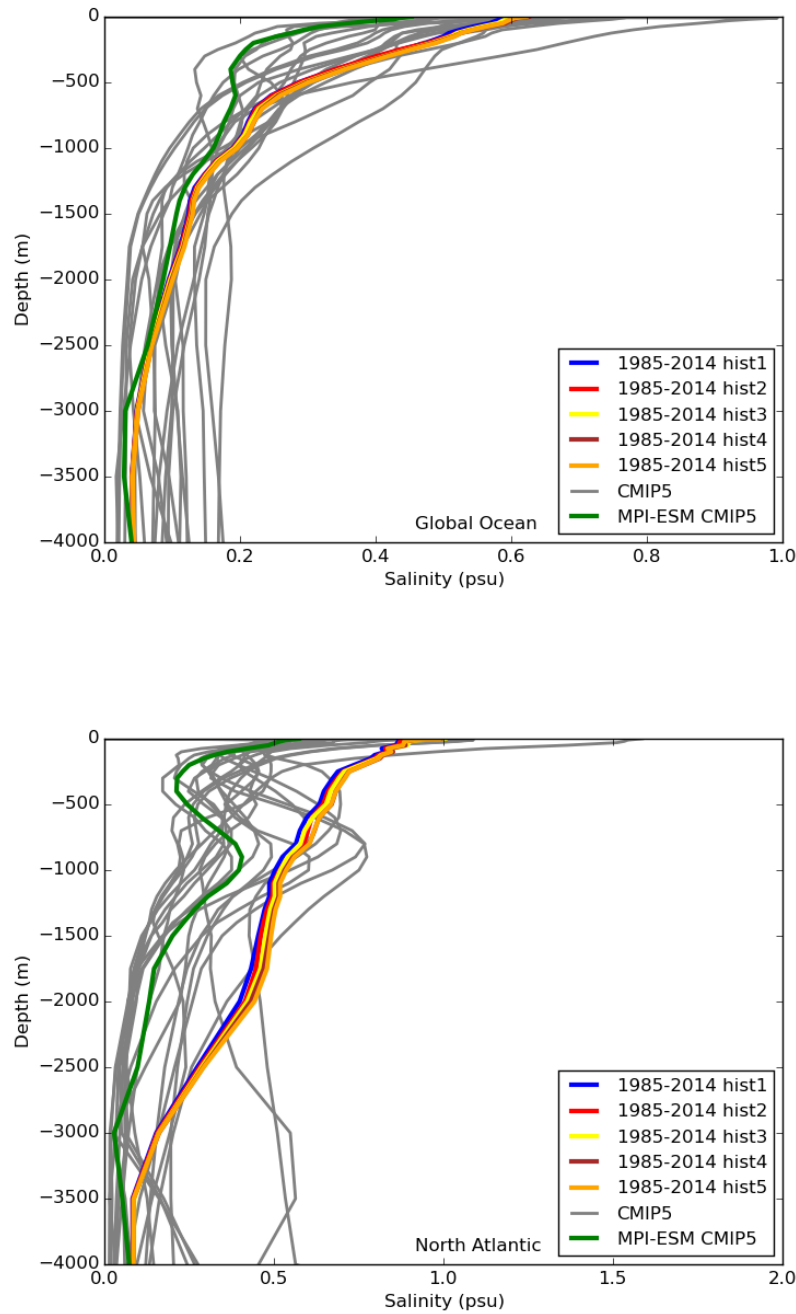 0
−500
−1000
−1500
−2000
−2500
−3000
−3500
−4000
Depth (m)
1985-2014 hist1
1985-2014 hist2
1985-2014 hist3
1985-2014 hist4
1985-2014 hist5
CMIP5
MPI-ESM CMIP5
Global Ocean
0.0 0.2 0.4 0.6 0.8 1.0
Salinity (psu)
0
−500
−1000
−1500
−2000
−2500
−3000
−3500
−4000
Depth (m)
1985-2014 hist1
1985-2014 hist2
1985-2014 hist3
1985-2014 hist4
1985-2014 hist5
CMIP5
MPI-ESM CMIP5
North Atlantic
0.0 0.5 1.0 1.5 2.0
Salinity (psu)